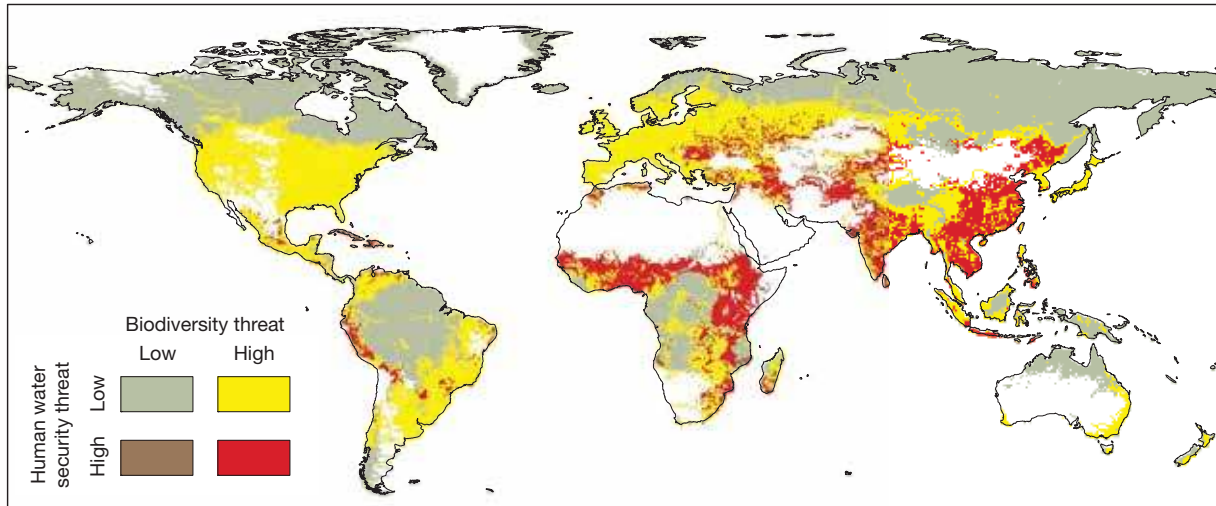 Biodiversity threat
Low High
Human water
security threat
Low
High